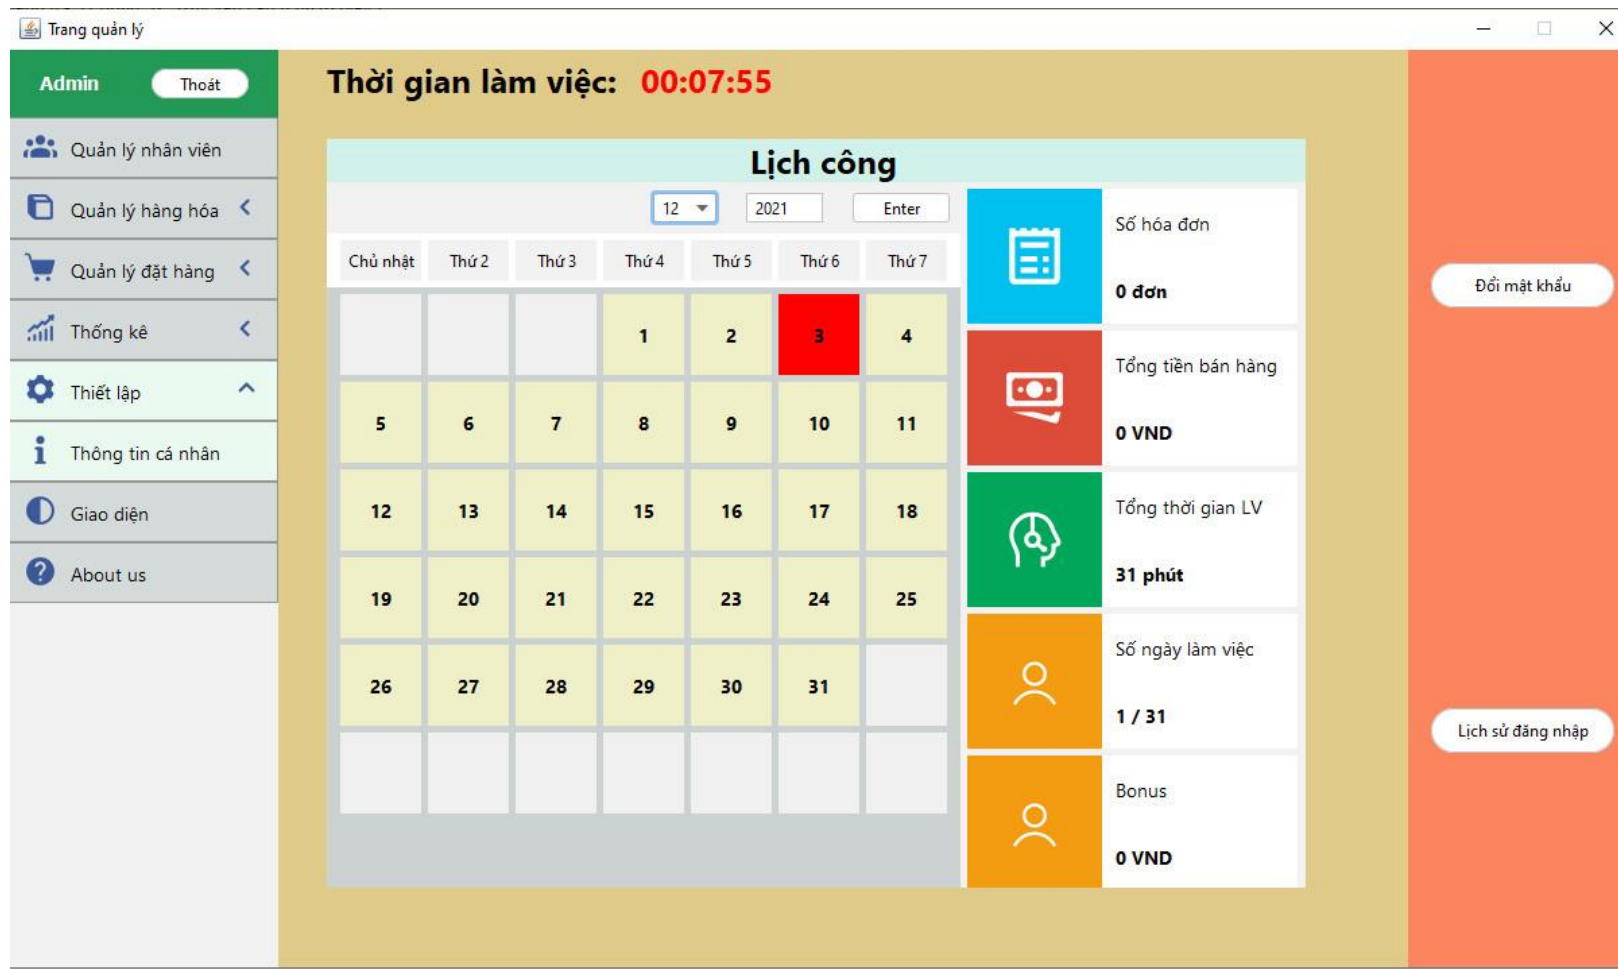 Trang quản lý
Admin Thoát
Quản lý nhân viên
Quản lý hàng hóa
Quản lý đặt hàng
Thống kê
Thiết lập
Thông tin cá nhân
Giao diện
About us
Thời gian làm việc: 00:07:55
Lịch công
12 2021 Enter
Chủ nhật Thứ 2 Thứ 3 Thứ 4 Thứ 5 Thứ 6 Thứ 7
1 2 3 4
5 6 7 8 9 10 11
12 13 14 15 16 17 18
19 20 21 22 23 24 25
26 27 28 29 30 31
Số hóa đơn
0 đơn
Tổng tiền bán hàng
0 VND
Tổng thời gian LV
31 phút
Số ngày làm việc
1 / 31
Bonus
0 VND
Đổi mật khẩu
Lịch sử đăng nhập